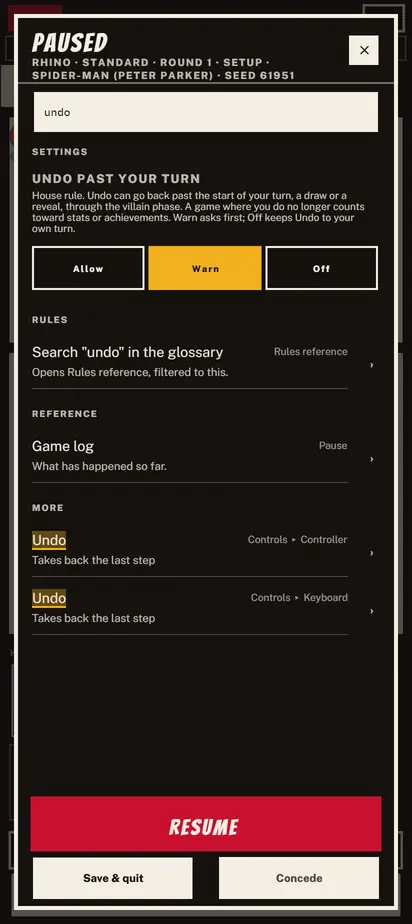 PAUSED
RHINO · STANDARD · ROUND 1 · SETUP ·
SPIDER-MAN (PETER PARKER) · SEED 61951
×
undo
SETTINGS
UNDO PAST YOUR TURN
House rule. Undo can go back past the start of your turn, a draw or a
reveal, through the villain phase. A game where you do no longer counts
toward stats or achievements. Warn asks first; Off keeps Undo to your
own turn.
Allow Warn Off
RULES
Search "undo" in the glossary Rules reference
Opens Rules reference, filtered to this. ›
REFERENCE
Game log Pause
What has happened so far. ›
MORE
Undo Controls ▸ Controller
Takes back the last step ›
Undo Controls ▸ Keyboard
Takes back the last step ›
RESUME
Save & quit Concede